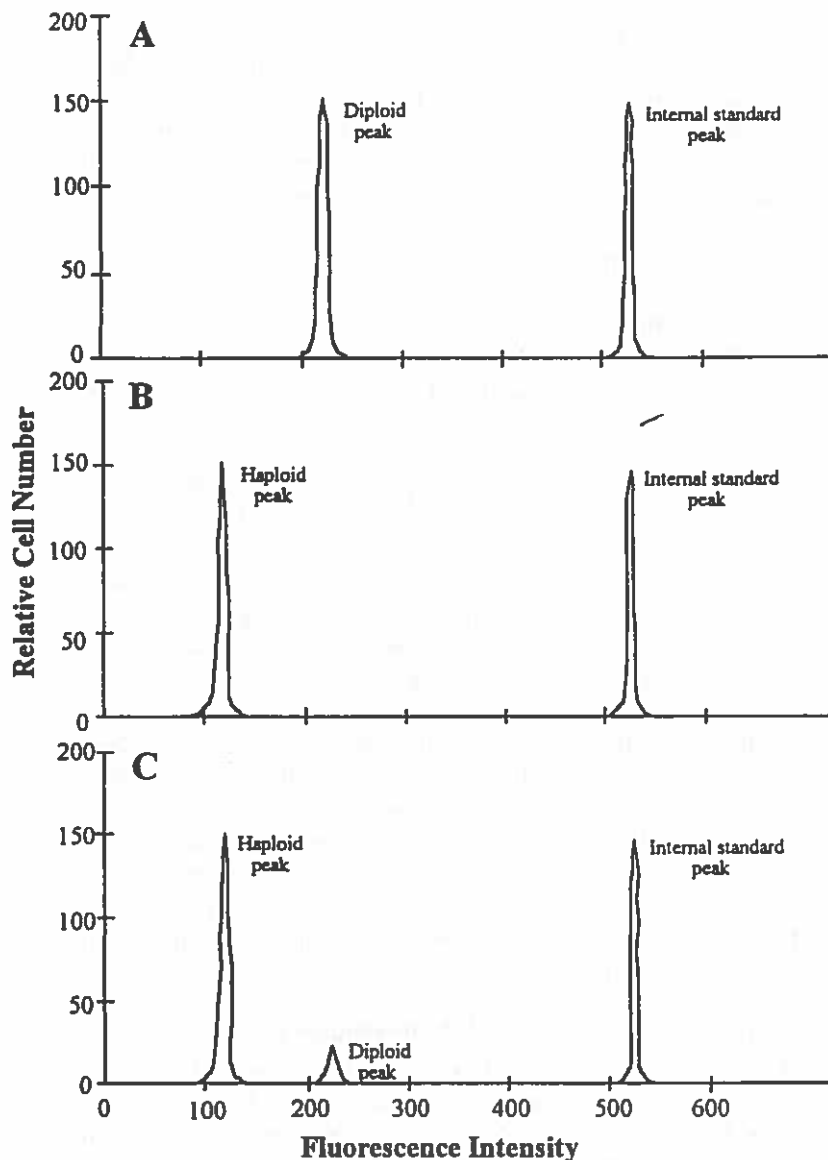 A
200
150
100
50
0
Diploid
peak
Internal standard
peak
B
200
150
100
50
0
Haploid
peak
Internal standard
peak
Relative Cell Number
C
200
150
100
50
0
Haploid
peak
Diploid
peak
Internal standard
peak
0 100 200 300 400 500 600
Fluorescence Intensity